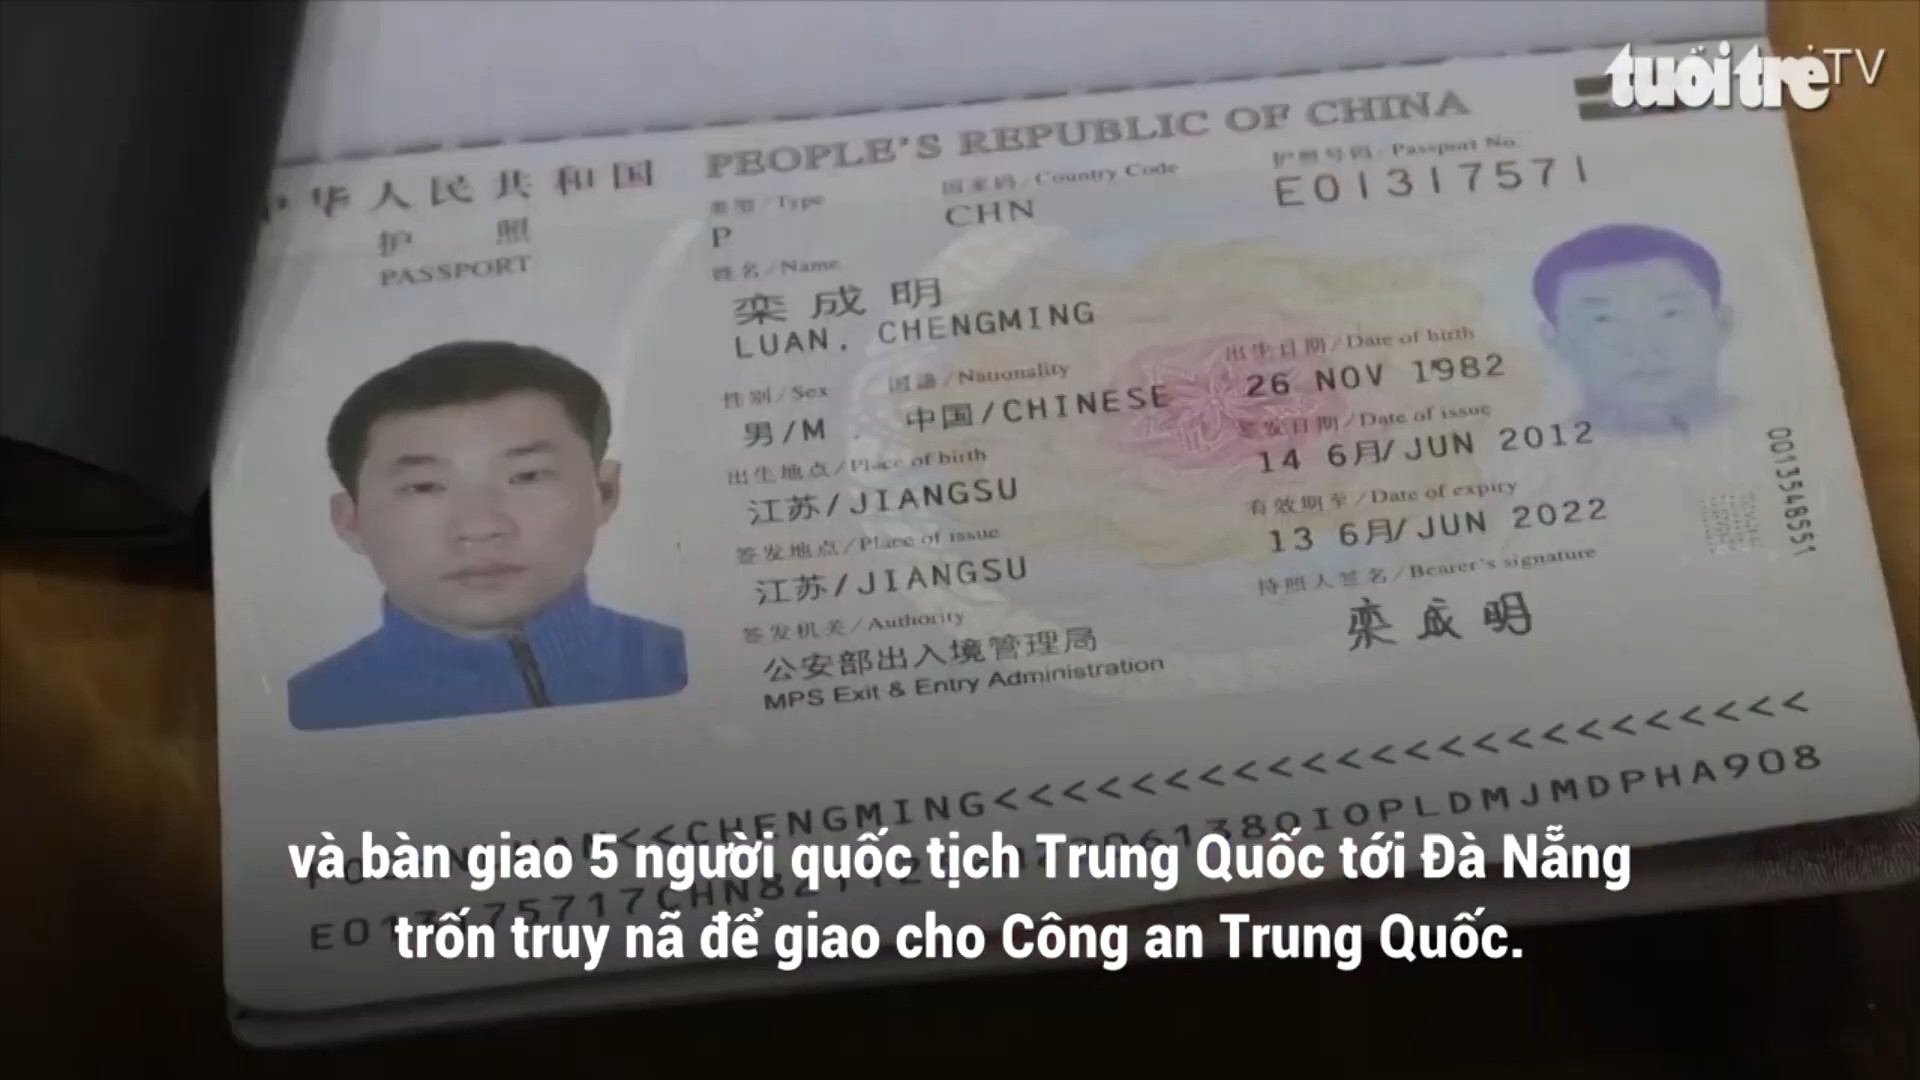 tuổi trẻ TV
中华人民共和国 PEOPLE'S REPUBLIC OF CHINA
护照
PASSPORT
类型/Type
P
国家码/Country Code
CHN
护照号码/Passport No.
E01317571
姓名/Name
栾成明
LUAN, CHENGMING
性别/Sex
男/M
国籍/Nationality
中国/CHINESE
出生日期/Date of birth
26 NOV 1982
出生地点/Place of birth
江苏/JIANGSU
签发日期/Date of issue
14 6月/JUN 2012
签发地点/Place of issue
江苏/JIANGSU
有效期至/Date of expiry
13 6月/JUN 2022
签发机关/Authority
公安部出入境管理局
MPS Exit & Entry Administration
持照人签名/Bearer's signature
栾成明
0013548551
<<CHENGMING<<<<<<<<<<<<<<<<<<<<<
và bàn giao 5 người quốc tịch Trung Quốc tới Đà Nẵng
trốn truy nã để giao cho Công an Trung Quốc.